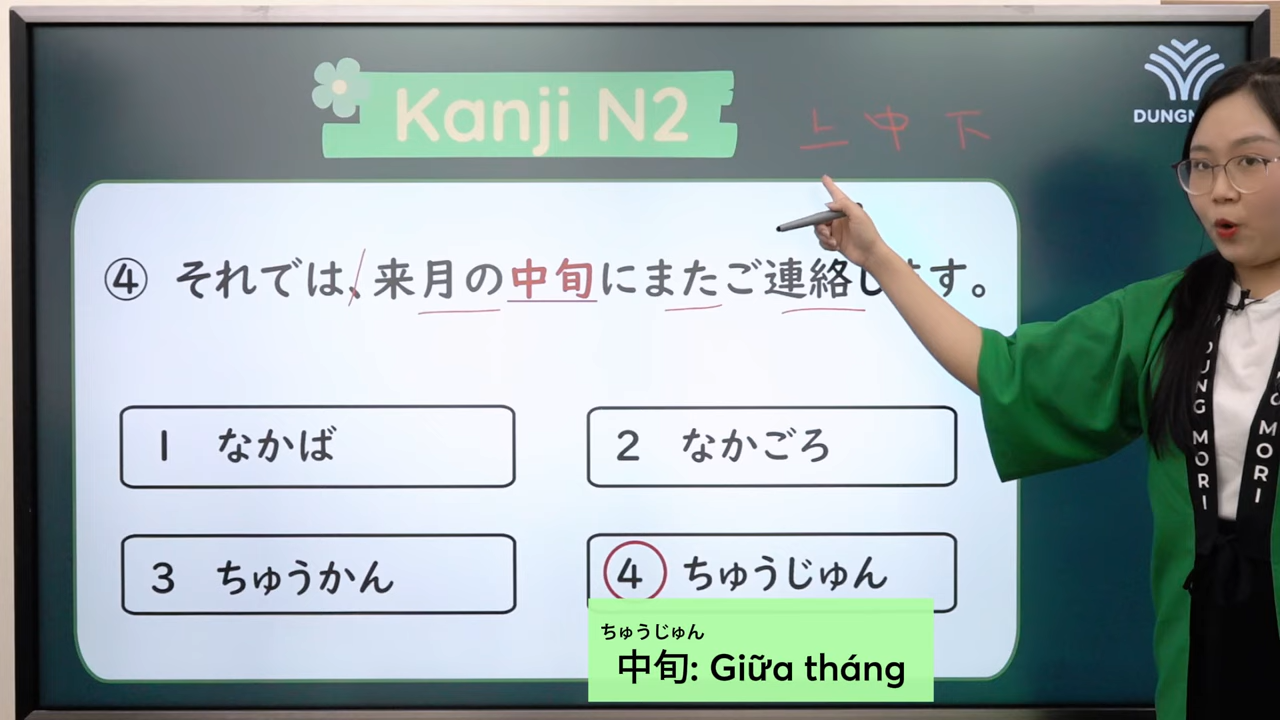 Kanji N2
上 中 下
④ それでは、来月の中旬にまたご連絡します。
1 なかば
2 なかごろ
3 ちゅうかん
4 ちゅうじゅん
ちゅうじゅん
中旬: Giữa tháng
DUNG MORI
MORI